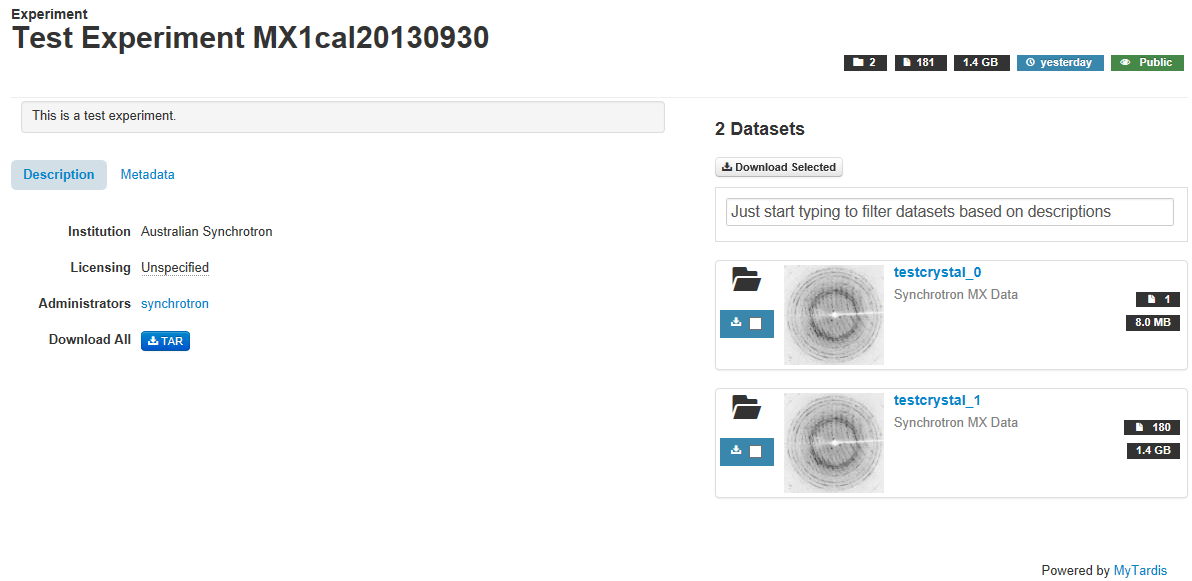 Experiment
Test Experiment MX1cal20130930
2 181 1.4 GB yesterday Public
This is a test experiment.
Description Metadata
Institution Australian Synchrotron
Licensing Unspecified
Administrators synchrotron
Download All TAR
2 Datasets
Download Selected
Just start typing to filter datasets based on descriptions
testcrystal_0
Synchrotron MX Data
1
8.0 MB
testcrystal_1
Synchrotron MX Data
180
1.4 GB
Powered by MyTardis